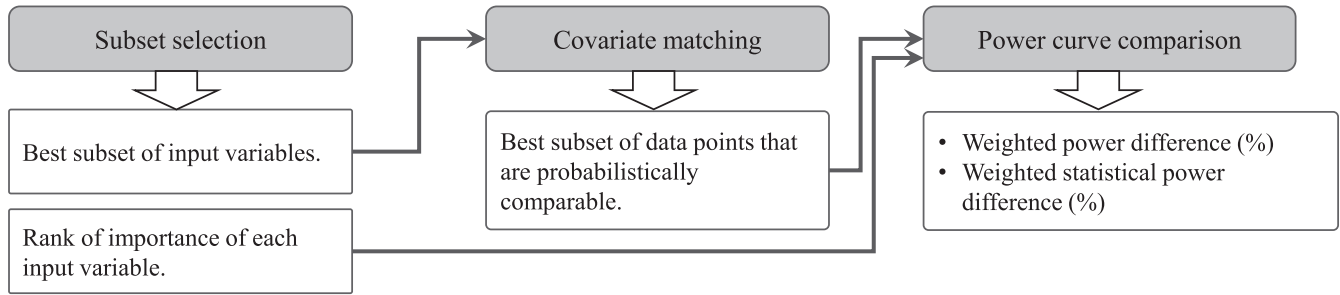 Subset selection
Best subset of input variables.
Rank of importance of each
input variable.
Covariate matching
Best subset of data points that
are probabilistically
comparable.
Power curve comparison
• Weighted power difference (%)
• Weighted statistical power
difference (%)